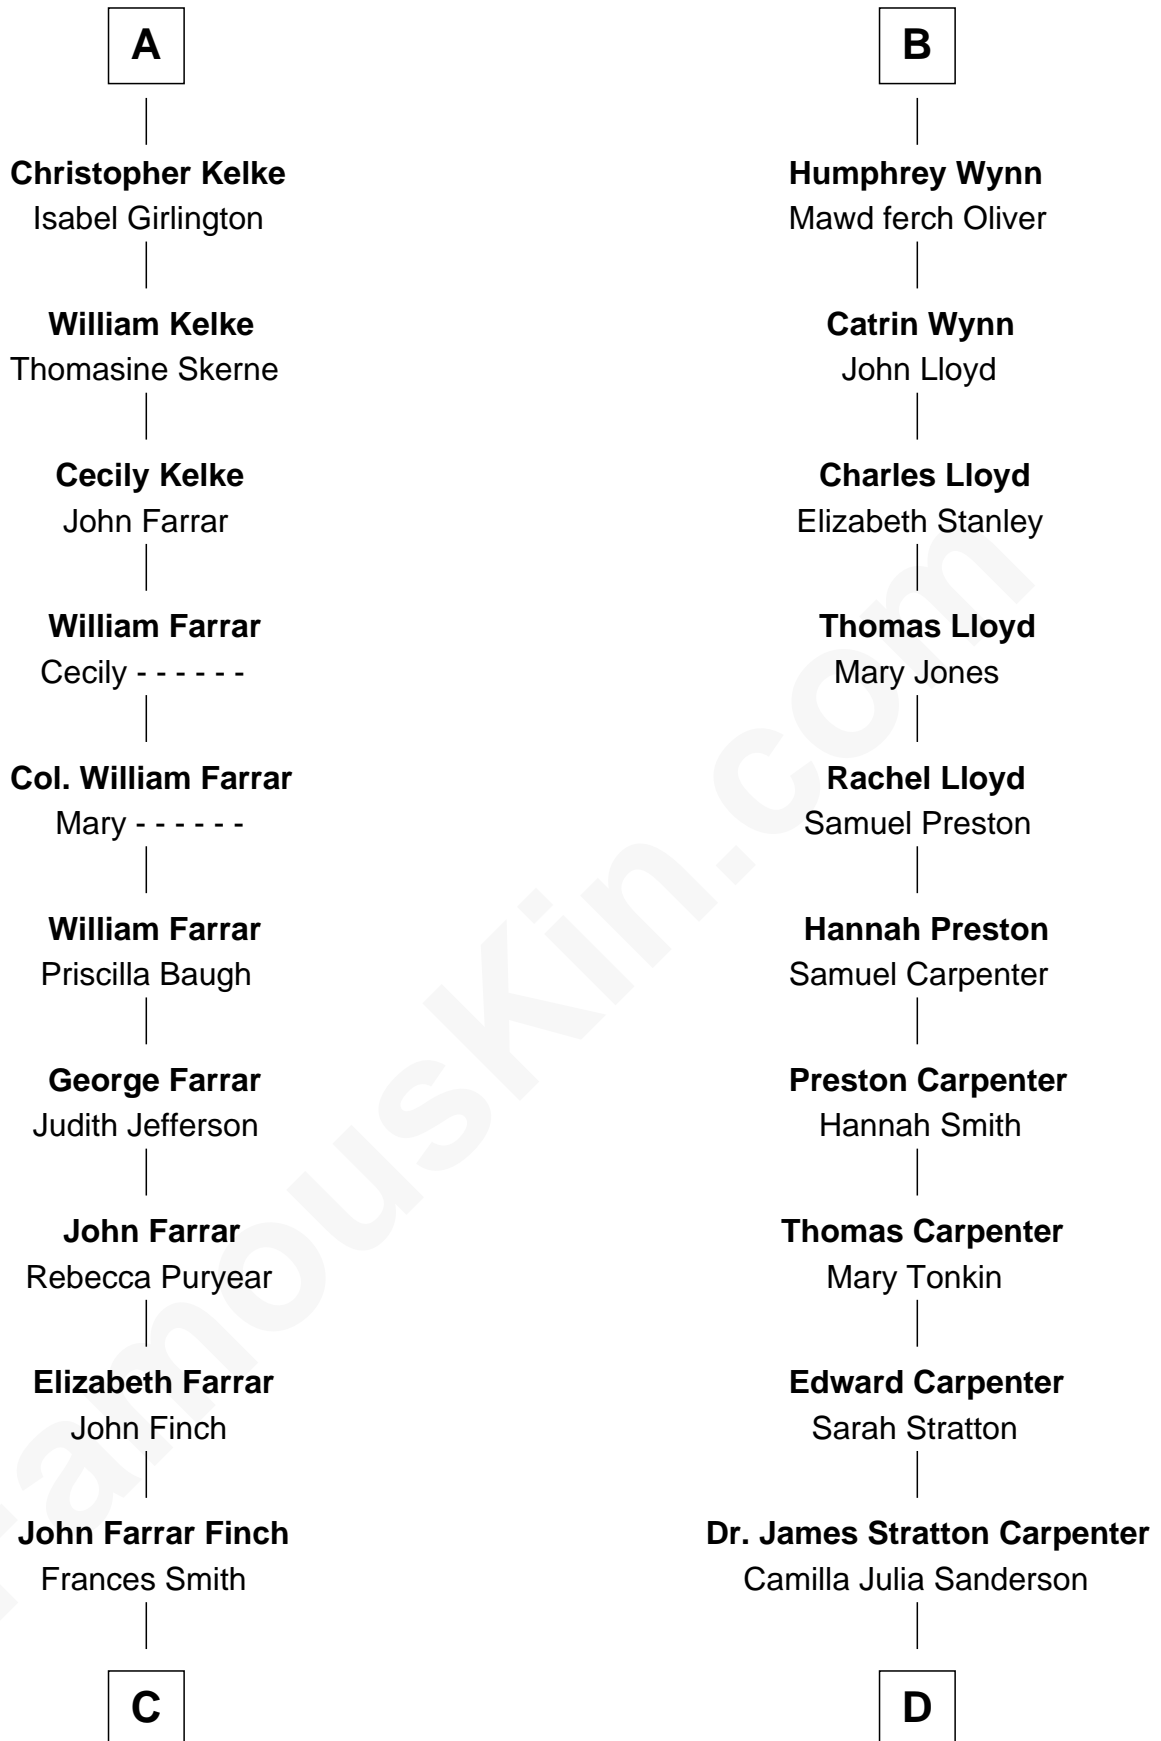 A
Christopher Kelke
Isabel Girlington
William Kelke
Thomasine Skerne
Cecily Kelke
John Farrar
William Farrar
Cecily - - - - - -
Col. William Farrar
Mary - - - - - -
William Farrar
Priscilla Baugh
George Farrar
Judith Jefferson
John Farrar
Rebecca Puryear
Elizabeth Farrar
John Finch
John Farrar Finch
Frances Smith
C
B
Humphrey Wynn
Mawd ferch Oliver
Catrin Wynn
John Lloyd
Charles Lloyd
Elizabeth Stanley
Thomas Lloyd
Mary Jones
Rachel Lloyd
Samuel Preston
Hannah Preston
Samuel Carpenter
Preston Carpenter
Hannah Smith
Thomas Carpenter
Mary Tonkin
Edward Carpenter
Sarah Stratton
Dr. James Stratton Carpenter
Camilla Julia Sanderson
D
FamousKin.com